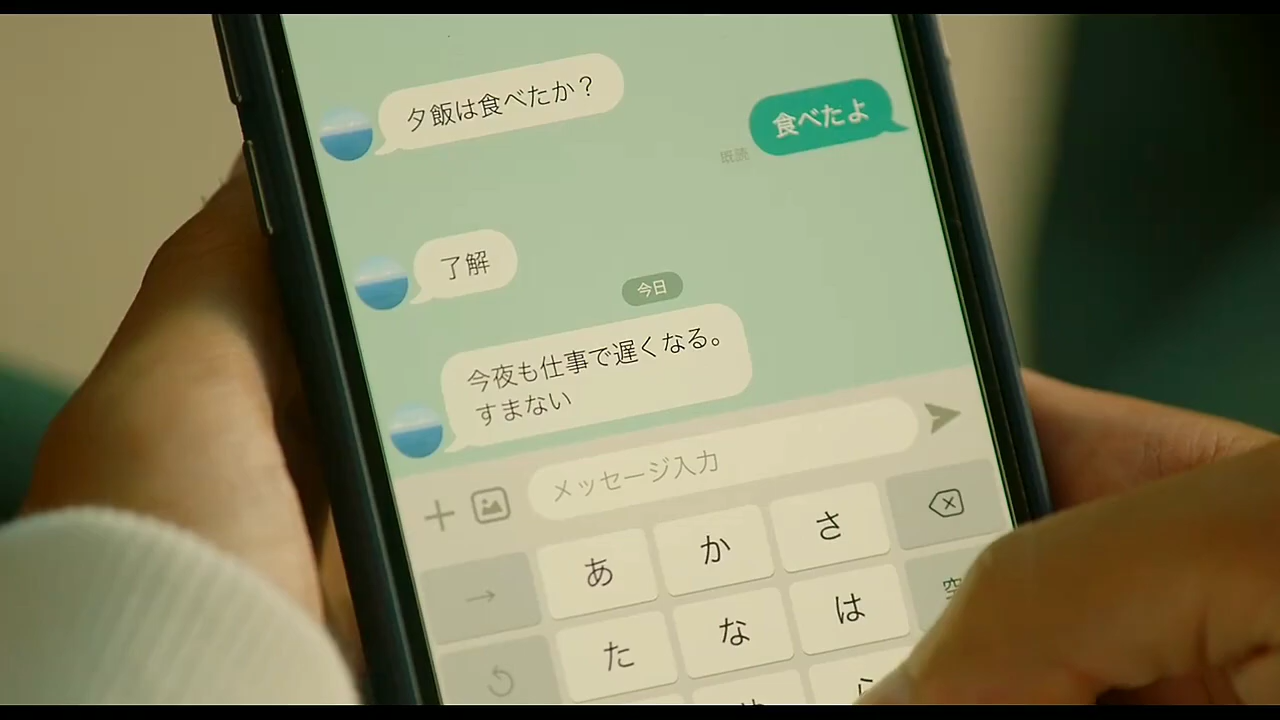 夕飯は食べたか？
食べたよ
既読
了解
今日
今夜も仕事で遅くなる。
すまない
メッセージ入力
あ
か
さ
→
た
な
は
空